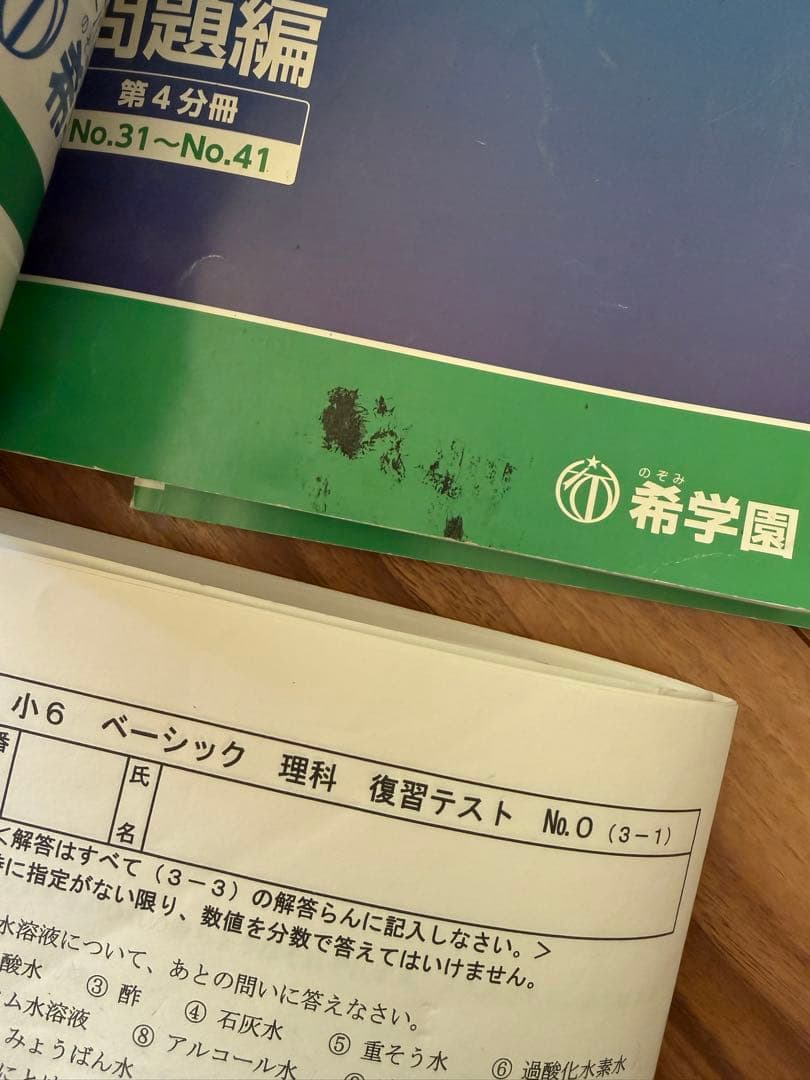 問題編
第4分冊
No.31～No.41
のぞみ
希学園
小6 ベーシック 理科 復習テスト №0(3-1)
番
氏名
く解答はすべて(3-3)の解答らんに記入しなさい。>
に指定がない限り、数値を分数で答えてはいけません。
水溶液について、あとの問いに答えなさい。
酸水 ③ 酢 ④ 石灰水 ⑤ 重そう水 ⑥ 過酸化水素水
ム水溶液 ⑧ アルコール水
みょうばん水